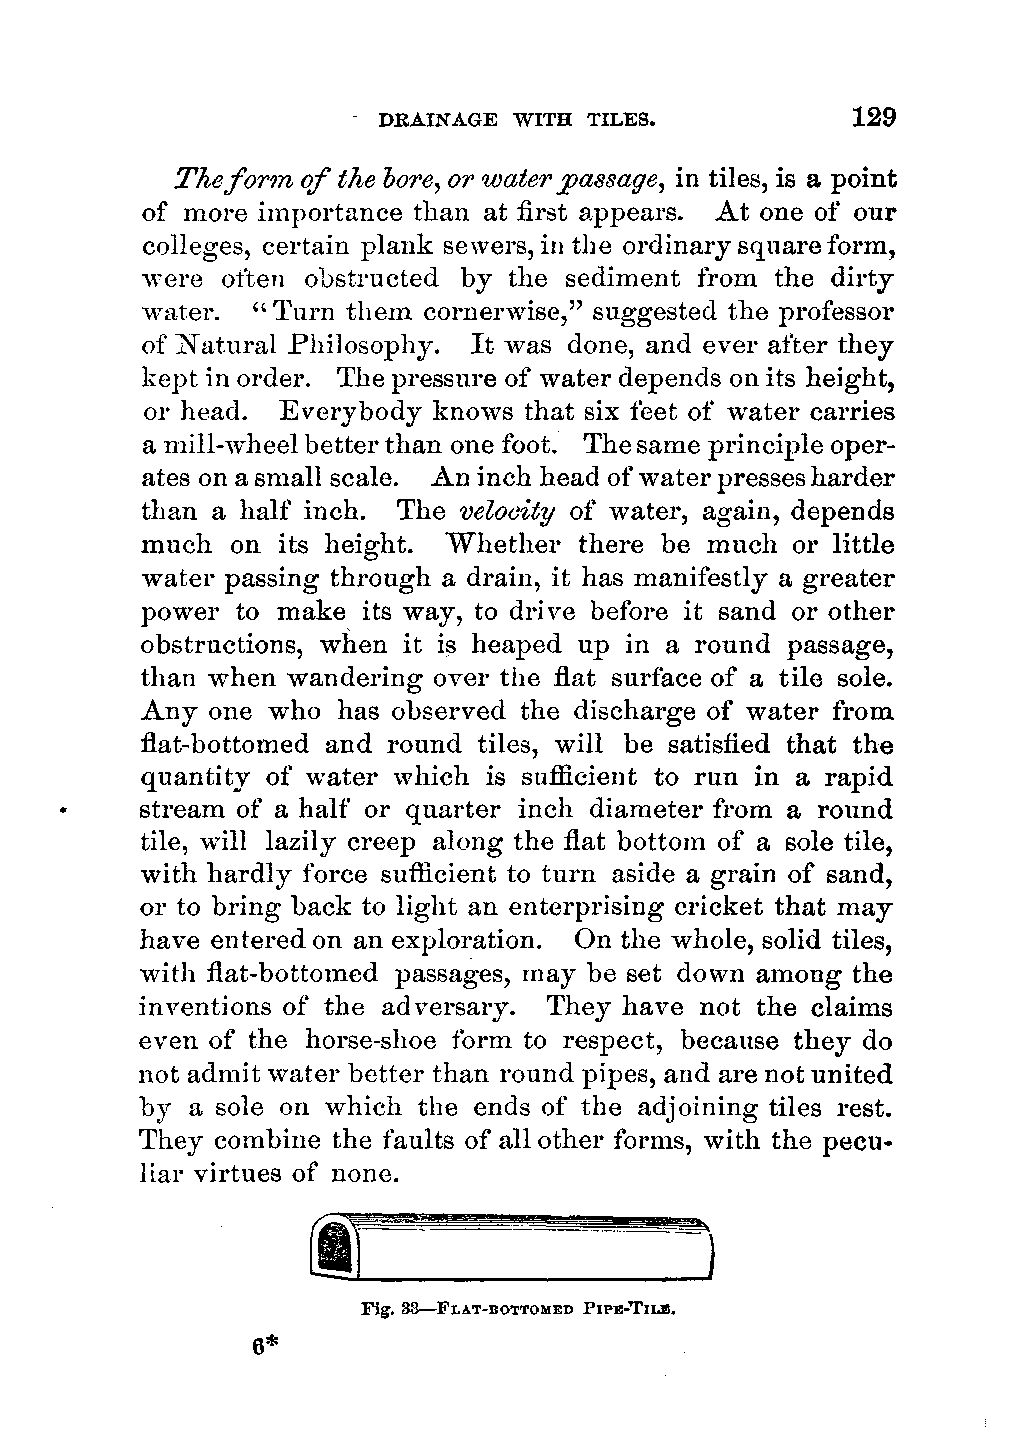 DRAINAGE WITH TILES. 129
The form of the bore, or water passage, in tiles, is a point
of more importance than at first appears. At one of our
colleges, certain plank sewers, in the ordinary square form,
were often obstructed by the sediment from the dirty
water. “Turn them cornerwise,” suggested the professor
of Natural Philosophy. It was done, and ever after they
kept in order. The pressure of water depends on its height,
or head. Everybody knows that six feet of water carries
a mill-wheel better than one foot. The same principle oper-
ates on a small scale. An inch head of water presses harder
than a half inch. The velocity of water, again, depends
much on its height. Whether there be much or little
water passing through a drain, it has manifestly a greater
power to make its way, to drive before it sand or other
obstructions, when it is heaped up in a round passage,
than when wandering over the flat surface of a tile sole.
Any one who has observed the discharge of water from
flat-bottomed and round tiles, will be satisfied that the
quantity of water which is sufficient to run in a rapid
stream of a half or quarter inch diameter from a round
tile, will lazily creep along the flat bottom of a sole tile,
with hardly force sufficient to turn aside a grain of sand,
or to bring back to light an enterprising cricket that may
have entered on an exploration. On the whole, solid tiles,
with flat-bottomed passages, may be set down among the
inventions of the adversary. They have not the claims
even of the horse-shoe form to respect, because they do
not admit water better than round pipes, and are not united
by a sole on which the ends of the adjoining tiles rest.
They combine the faults of all other forms, with the pecu-
liar virtues of none.
Fig. 33—FLAT-BOTTOMED PIPE-TILE.
6*